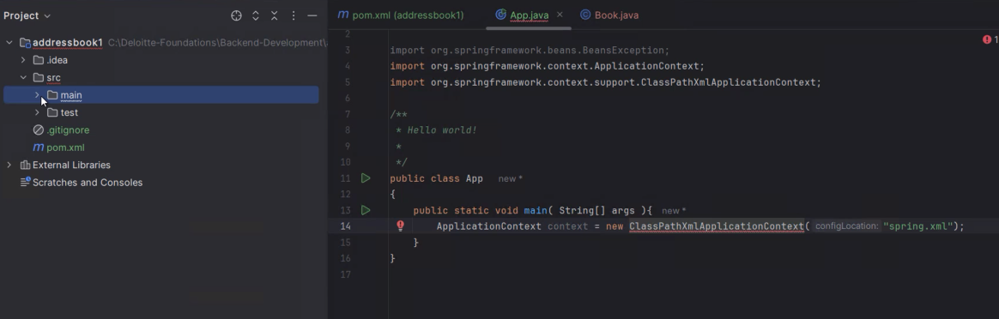 Project
addressbook1 C:\Deloitte-Foundations\Backend-Development\
.idea
src
main
test
.gitignore
m pom.xml
External Libraries
Scratches and Consoles
m pom.xml (addressbook1)
App.java ×
Book.java
1
2
3 import org.springframework.beans.BeansException;
4 import org.springframework.context.ApplicationContext;
5 import org.springframework.context.support.ClassPathXmlApplicationContext;
6
7 /**
8 * Hello world!
9 *
10 */
11 public class App new *
12 {
13 public static void main( String[] args ){ new *
14 ApplicationContext context = new ClassPathXmlApplicationContext( configLocation: "spring.xml");
15 }
16 }
17